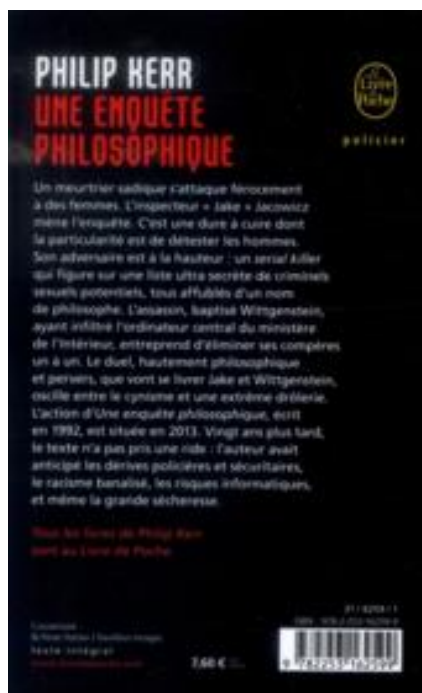 PHILIP KERR
UNE ENQUÊTE
PHILOSOPHIQUE
Le Livre de Poche
policier
Un meurtrier sadique s'attaque férocement
à des femmes. L'inspecteur « Jake » Jacowicz
mène l'enquête. C'est une dure à cuire dont
la particularité est de détester les hommes.
Son adversaire est à la hauteur : un serial killer
qui figure sur une liste ultra secrète de criminels
sexuels potentiels, tous affublés d'un nom
de philosophe. L'assassin, baptisé Wittgenstein,
ayant infiltré l'ordinateur central du ministère
de l'Intérieur, entreprend d'éliminer ses compères
un à un. Le duel, hautement philosophique
et pervers, que vont se livrer Jake et Wittgenstein,
oscille entre le cynisme et une extrême drôlerie.
L'action d'Une enquête philosophique, écrit
en 1992, est située en 2013. Vingt ans plus tard,
le texte n'a pas pris une ride : l'auteur avait
anticipé les dérives policières et sécuritaires,
le racisme banalisé, les risques informatiques,
et même la grande sécheresse.
Tous les livres de Philip Kerr
sont au Livre de Poche
Couverture :
texte intégral
7,60 €
9 782253 162599